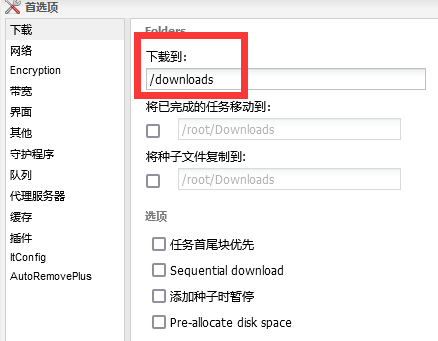 首选项
下载
网络
Encryption
带宽
界面
其他
守护程序
队列
代理服务器
缓存
插件
ltConfig
AutoRemovePlus
Folders
下载到:
/downloads
将已完成的任务移动到:
/root/Downloads
将种子文件复制到:
/root/Downloads
选项
任务首尾块优先
Sequential download
添加种子时暂停
Pre-allocate disk space